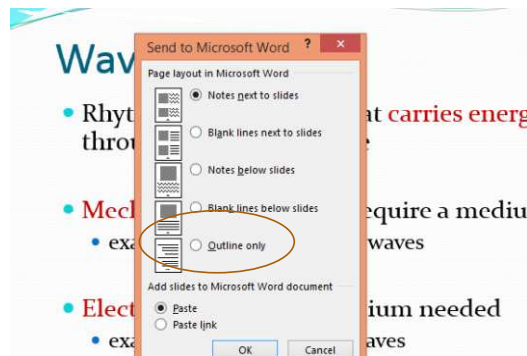 Wav
Send to Microsoft Word ? ×
Page layout in Microsoft Word
Notes next to slides
Blank lines next to slides
Notes below slides
Blank lines below slides
Outline only
Add slides to Microsoft Word document
Paste
Paste link
OK Cancel
• Rhyt at carries energ
throu
• Mech equire a mediu
• exa waves
• Elect ium needed
• exa aves